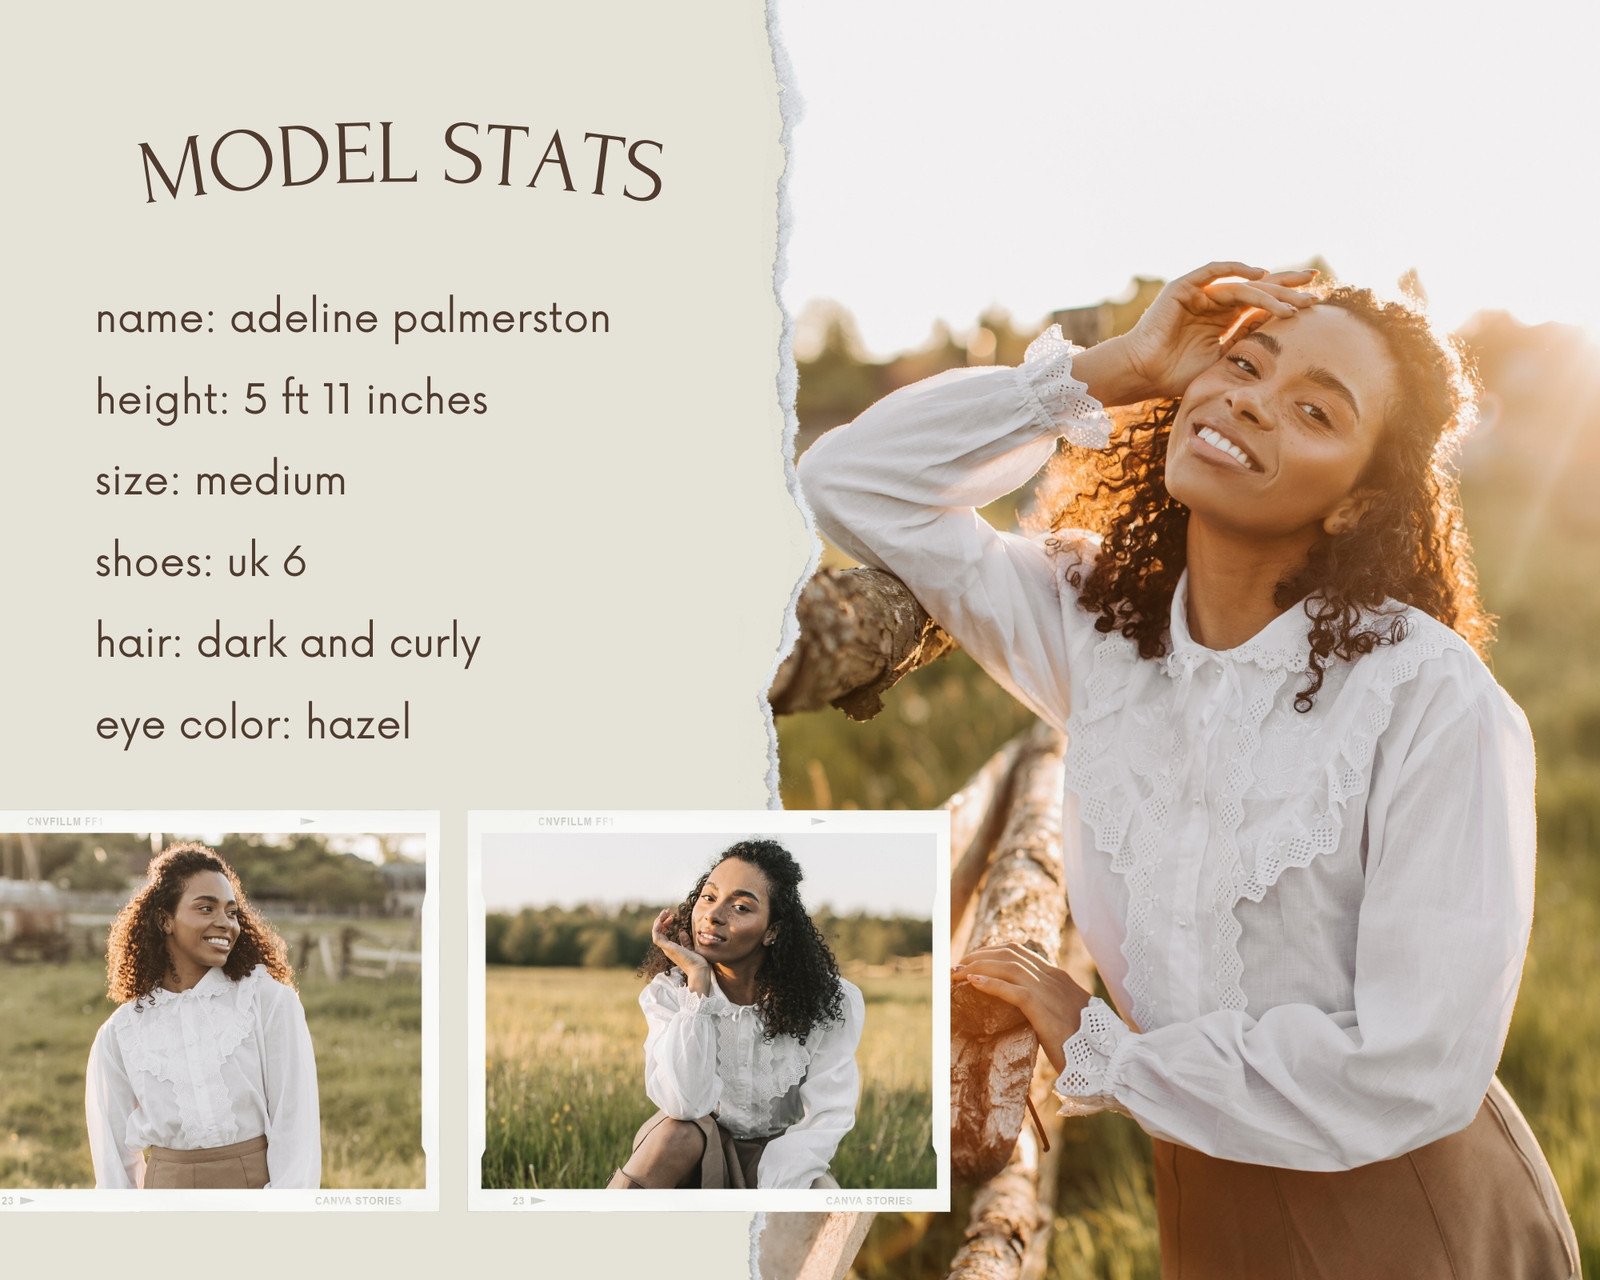 MODEL STATS
name: adeline palmerston
height: 5 ft 11 inches
size: medium
shoes: uk 6
hair: dark and curly
eye color: hazel
CNVFILLM FF1
CNVFILLM FF1
23
CANVA STORIES
23
CANVA STORIES